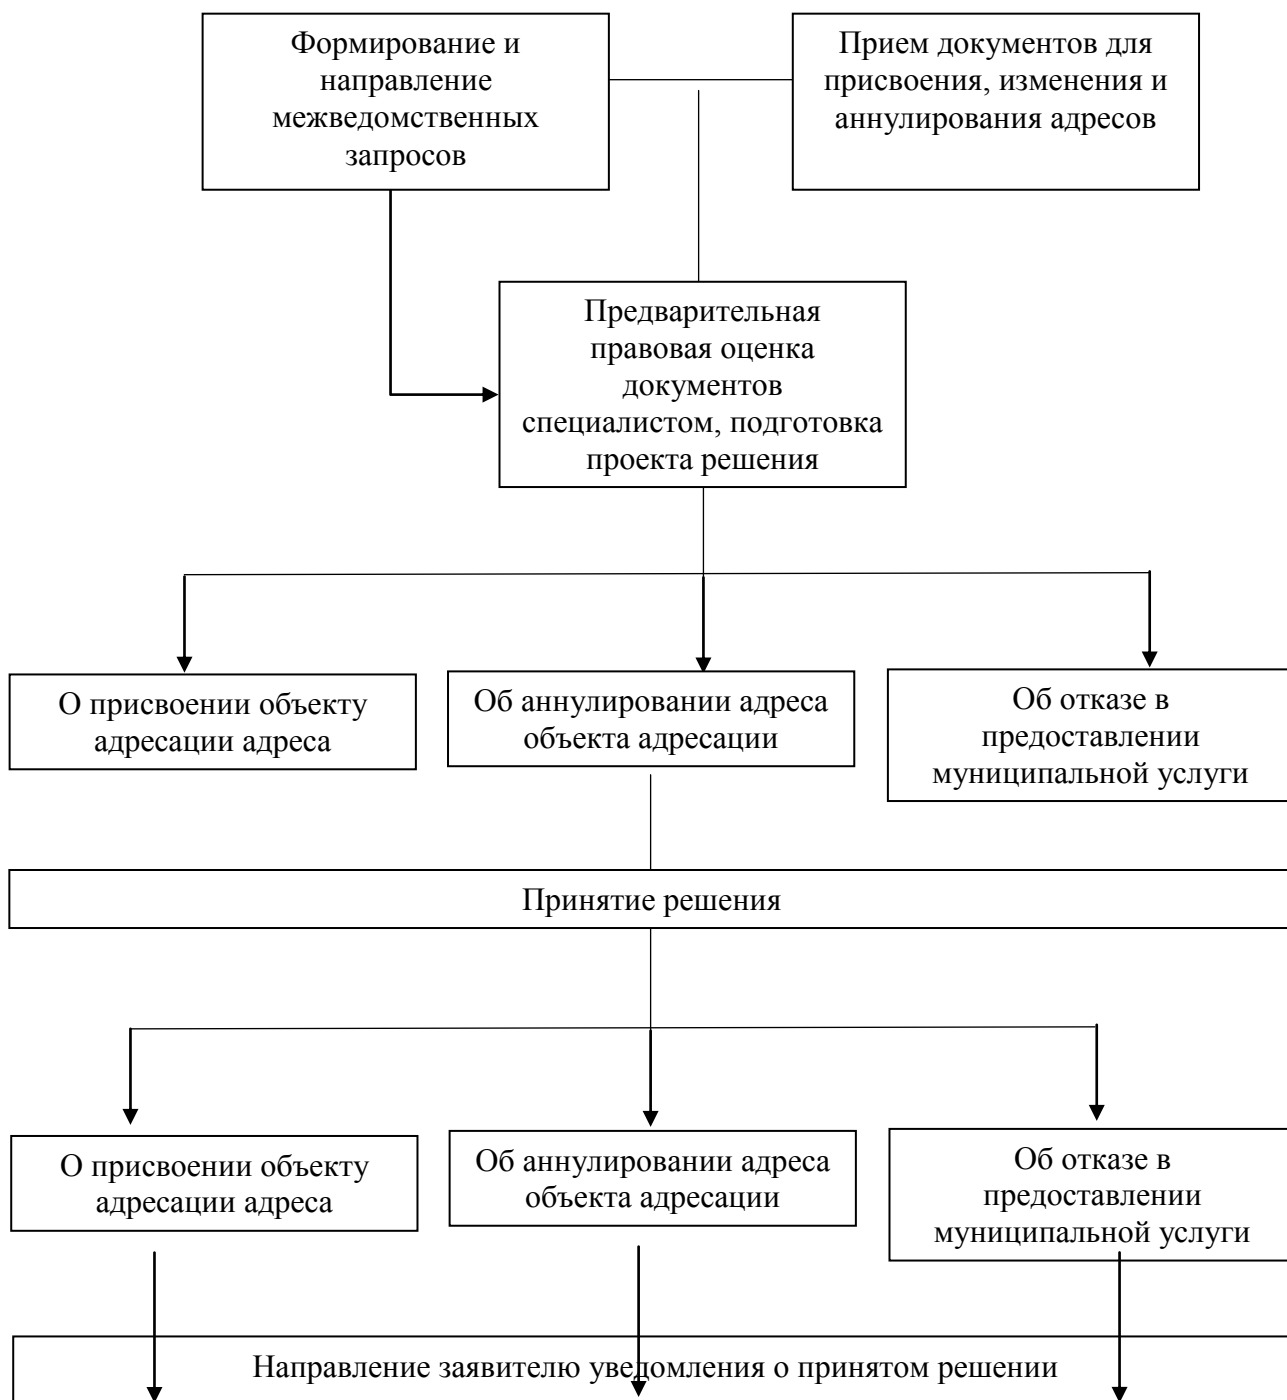 Формирование и
направление
межведомственных
запросов
Прием документов для
присвоения, изменения и
аннулирования адресов
Предварительная
правовая оценка
документов
специалистом, подготовка
проекта решения
О присвоении объекту
адресации адреса
Об аннулировании адреса
объекта адресации
Об отказе в
предоставлении
муниципальной услуги
Принятие решения
О присвоении объекту
адресации адреса
Об аннулировании адреса
объекта адресации
Об отказе в
предоставлении
муниципальной услуги
Направление заявителю уведомления о принятом решении